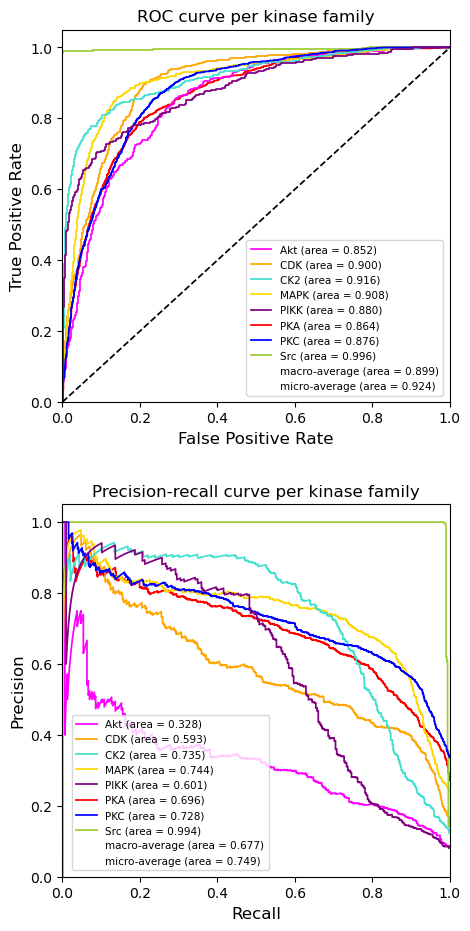 ROC curve per kinase family
1.0
0.8
0.6
0.4
0.2
0.0
True Positive Rate
Akt (area = 0.852)
CDK (area = 0.900)
CK2 (area = 0.916)
MAPK (area = 0.908)
PIKK (area = 0.880)
PKA (area = 0.864)
PKC (area = 0.876)
Src (area = 0.996)
macro-average (area = 0.899)
micro-average (area = 0.924)
0.0 0.2 0.4 0.6 0.8 1.0
False Positive Rate
Precision-recall curve per kinase family
1.0
0.8
0.6
0.4
0.2
0.0
Precision
Akt (area = 0.328)
CDK (area = 0.593)
CK2 (area = 0.735)
MAPK (area = 0.744)
PIKK (area = 0.601)
PKA (area = 0.696)
PKC (area = 0.728)
Src (area = 0.994)
macro-average (area = 0.677)
micro-average (area = 0.749)
0.0 0.2 0.4 0.6 0.8 1.0
Recall